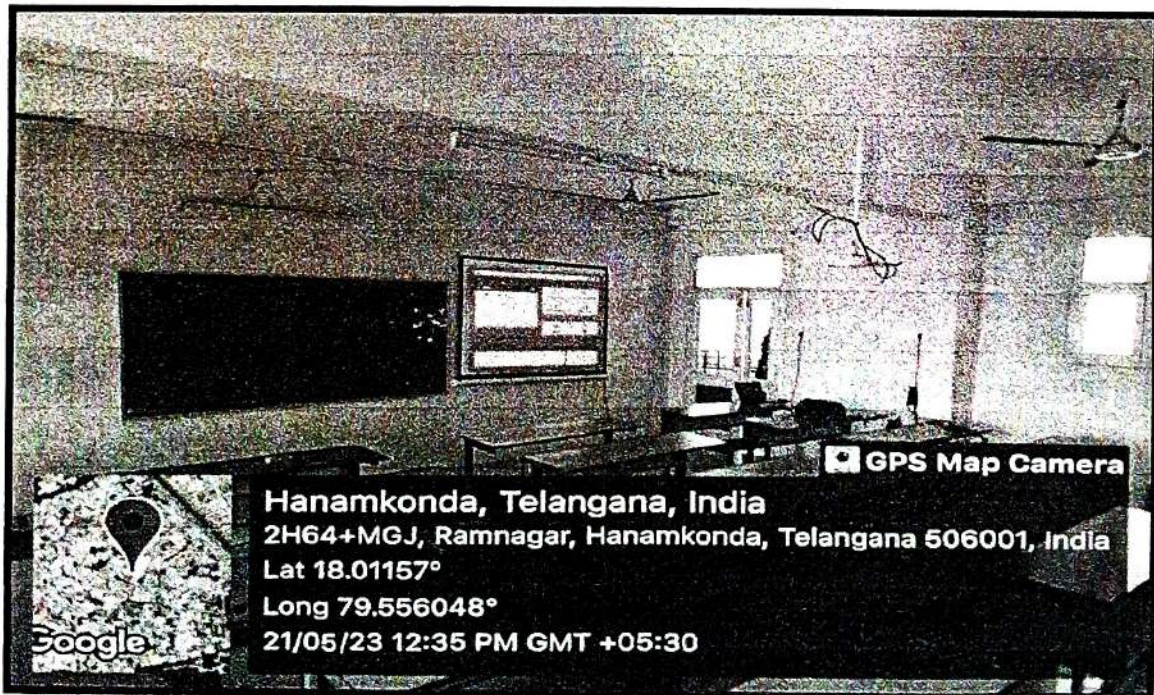 GPS Map Camera
Hanamkonda, Telangana, India
2H64+MGJ, Ramnagar, Hanamkonda, Telangana 506001, India
Lat 18.01157°
Long 79.556048°
21/05/23 12:35 PM GMT +05:30
Google